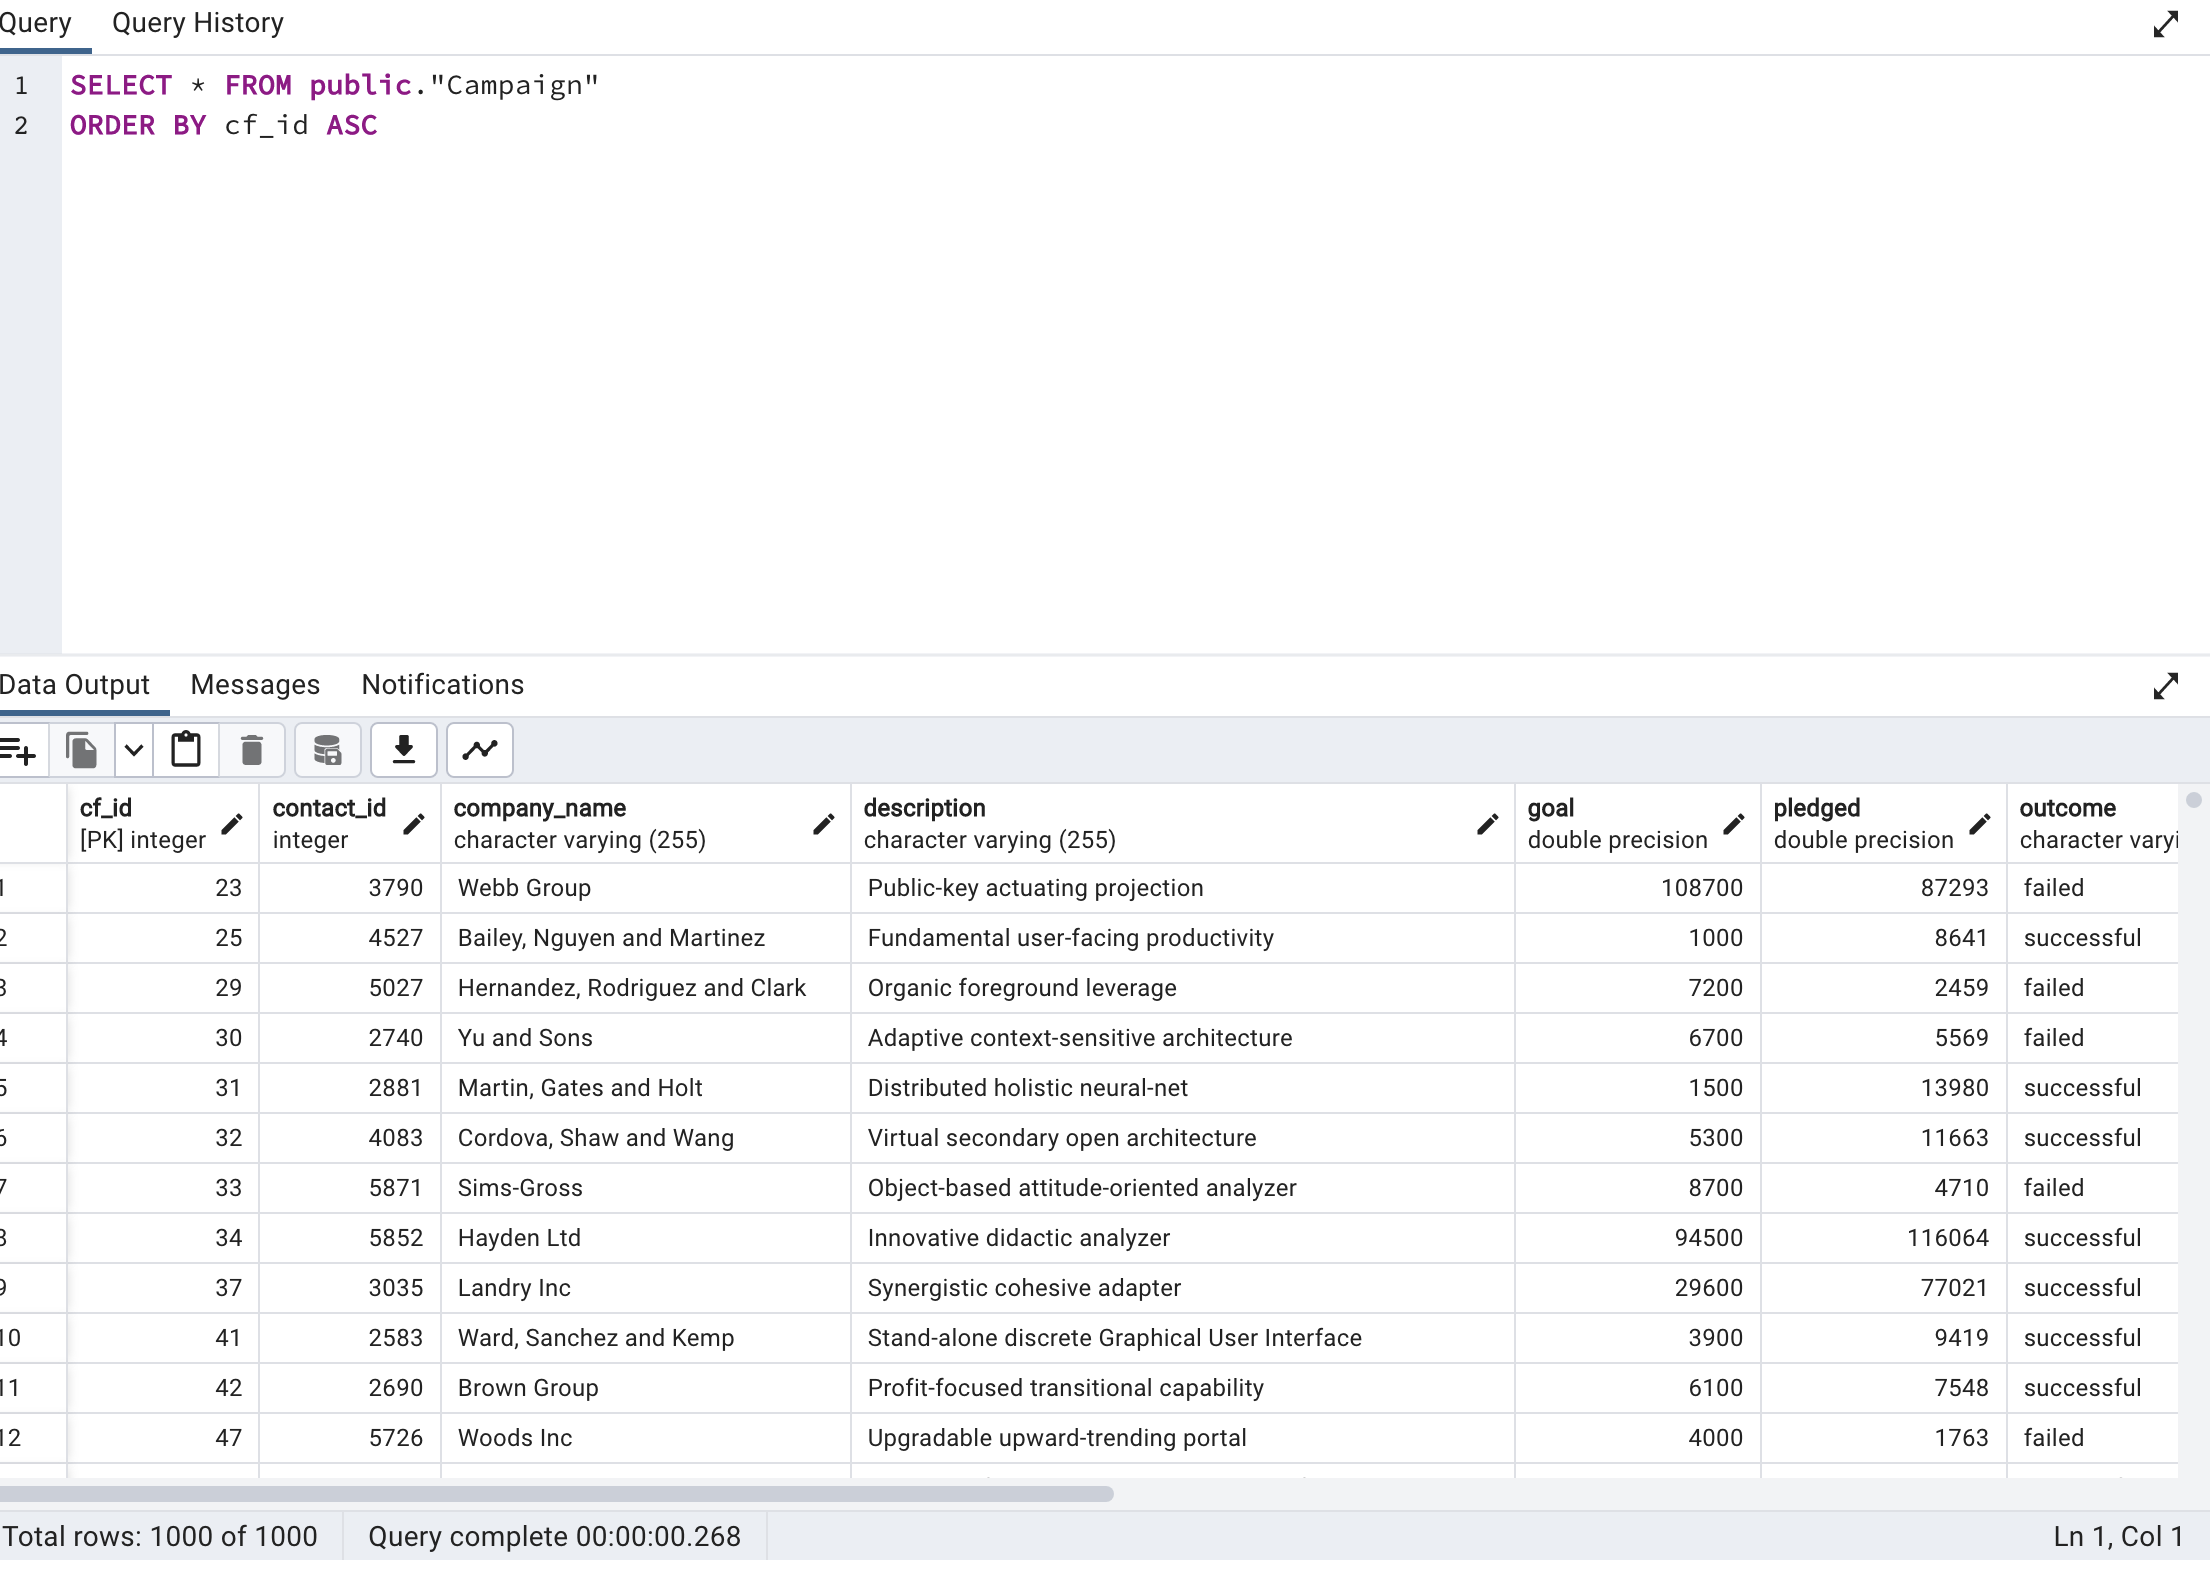 Query Query History
1 SELECT * FROM public."Campaign"
2 ORDER BY cf_id ASC
Data Output Messages Notifications
cf_id contact_id company_name description goal pledged outcome
[PK] integer integer character varying (255) character varying (255) double precision double precision character varyi
1 23 3790 Webb Group Public-key actuating projection 108700 87293 failed
2 25 4527 Bailey, Nguyen and Martinez Fundamental user-facing productivity 1000 8641 successful
3 29 5027 Hernandez, Rodriguez and Clark Organic foreground leverage 7200 2459 failed
4 30 2740 Yu and Sons Adaptive context-sensitive architecture 6700 5569 failed
5 31 2881 Martin, Gates and Holt Distributed holistic neural-net 1500 13980 successful
6 32 4083 Cordova, Shaw and Wang Virtual secondary open architecture 5300 11663 successful
7 33 5871 Sims-Gross Object-based attitude-oriented analyzer 8700 4710 failed
8 34 5852 Hayden Ltd Innovative didactic analyzer 94500 116064 successful
9 37 3035 Landry Inc Synergistic cohesive adapter 29600 77021 successful
10 41 2583 Ward, Sanchez and Kemp Stand-alone discrete Graphical User Interface 3900 9419 successful
11 42 2690 Brown Group Profit-focused transitional capability 6100 7548 successful
12 47 5726 Woods Inc Upgradable upward-trending portal 4000 1763 failed
Total rows: 1000 of 1000 Query complete 00:00:00.268 Ln 1, Col 1